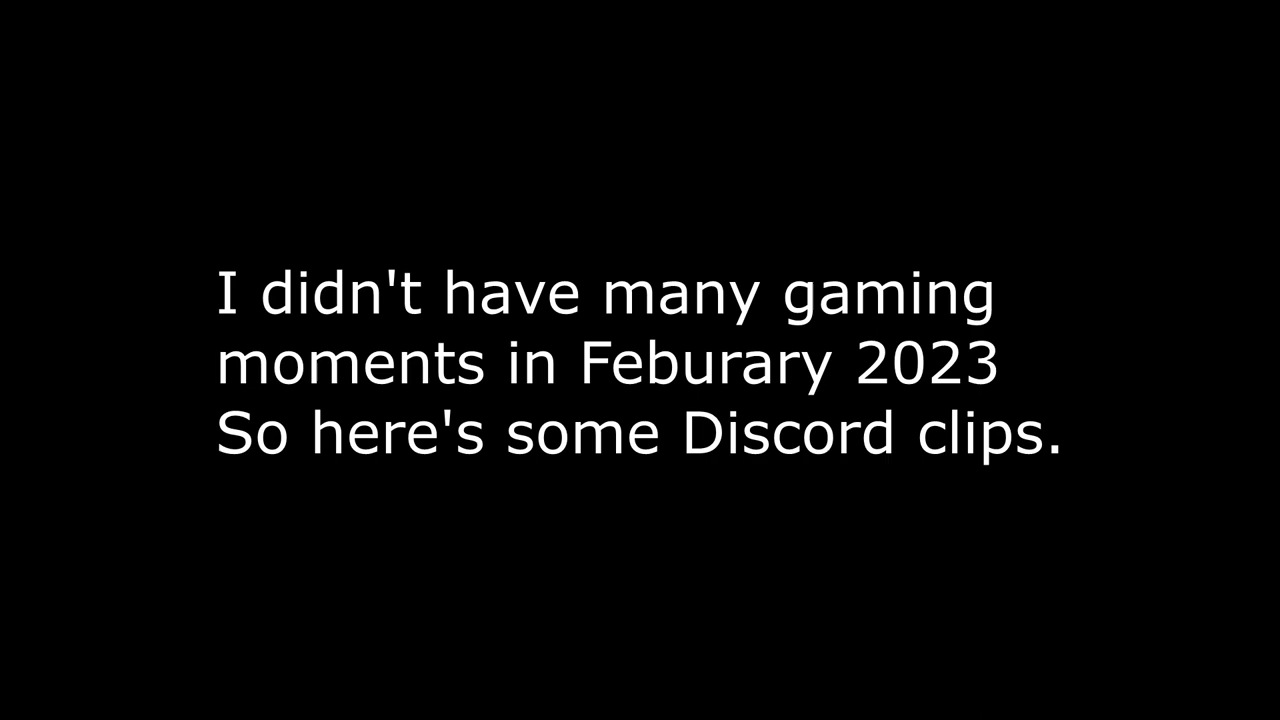 I didn't have many gaming
moments in Feburary 2023
So here's some Discord clips.